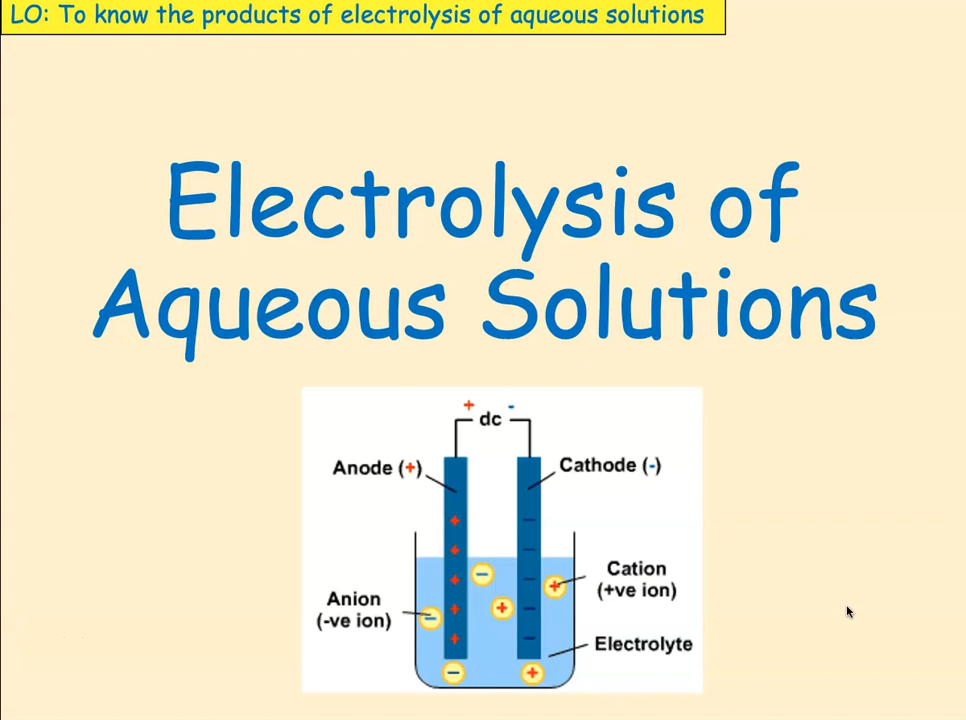 LO: To know the products of electrolysis of aqueous solutions
Electrolysis of
Aqueous Solutions
+ -
dc
Anode (+)
Cathode (-)
Cation
(+ve ion)
Anion
(-ve ion)
Electrolyte